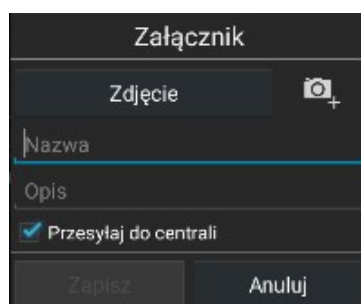 Załącznik
Zdjęcie
Nazwa
Opis
Przesyłaj do centrali
Zapisz Anuluj